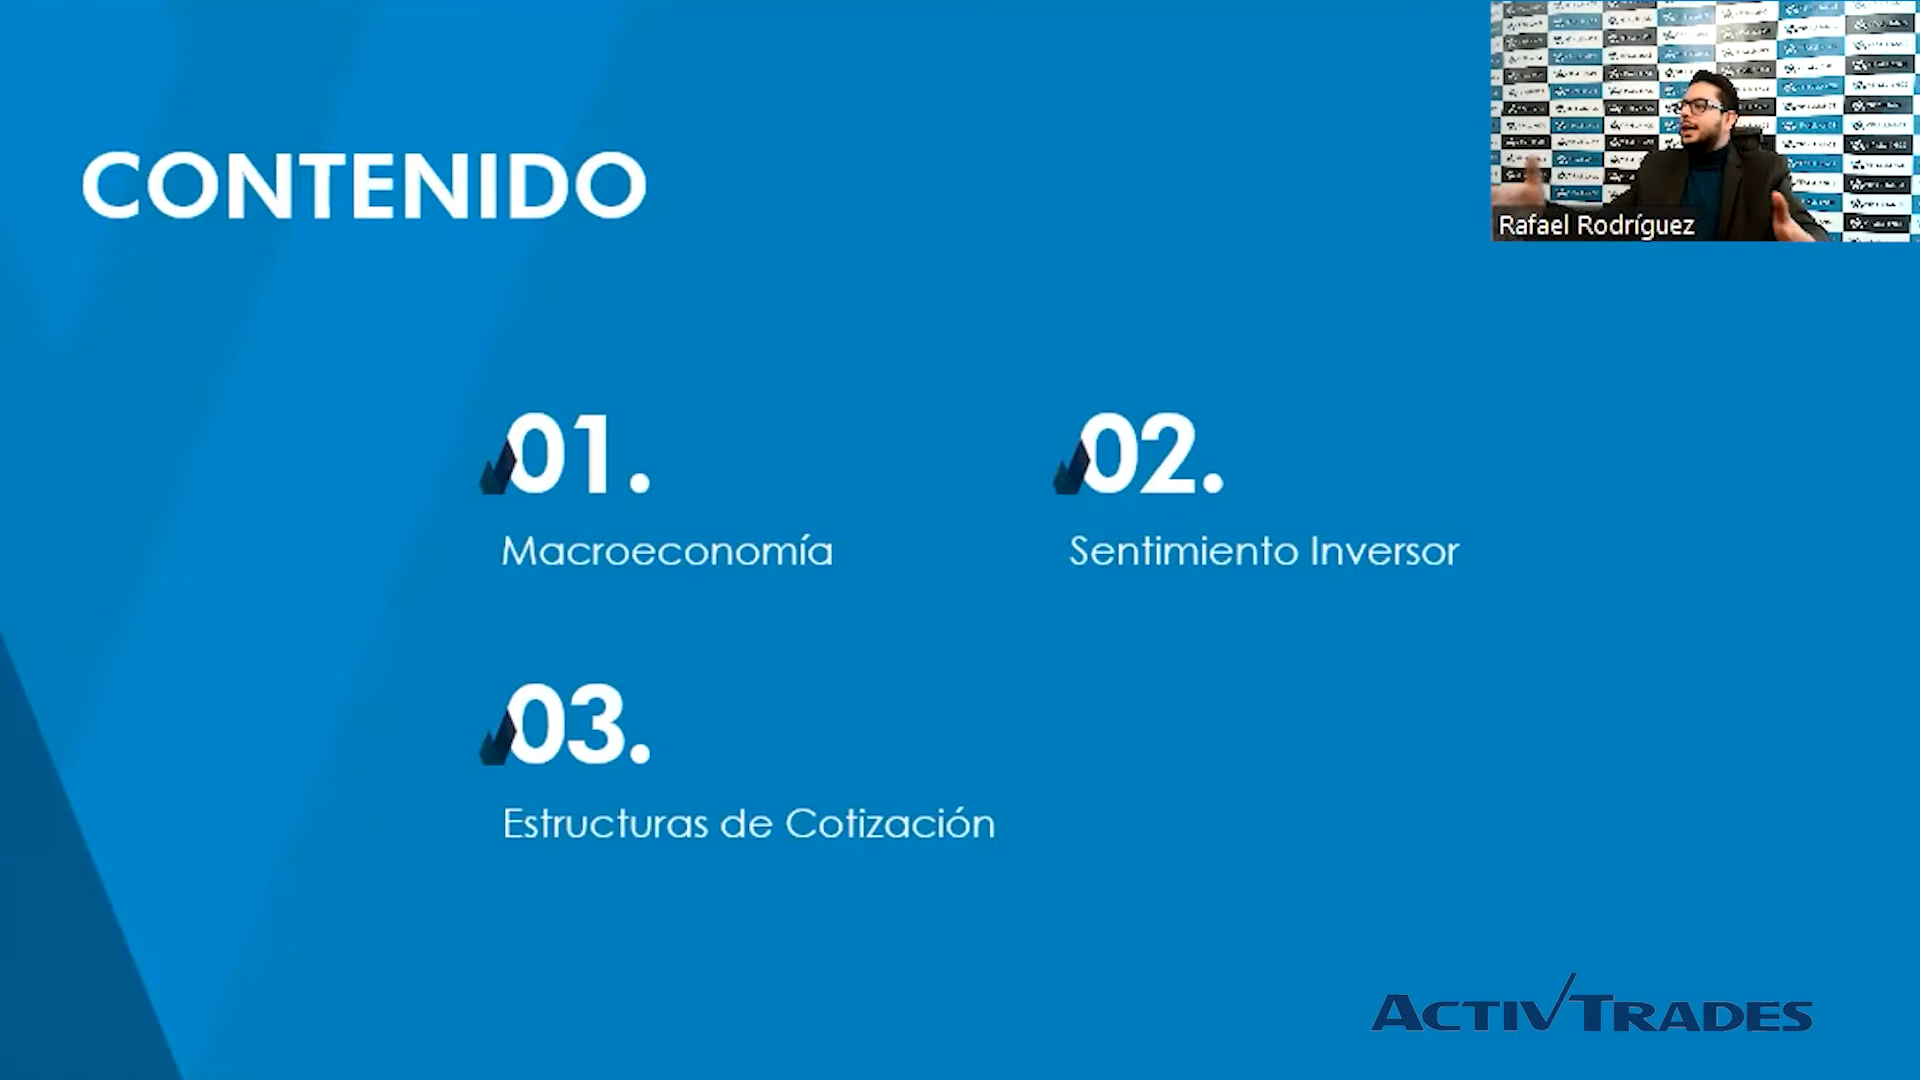 CONTENIDO
Rafael Rodríguez
01.
Macroeconomía
02.
Sentimiento Inversor
03.
Estructuras de Cotización
ACTIVTRADES